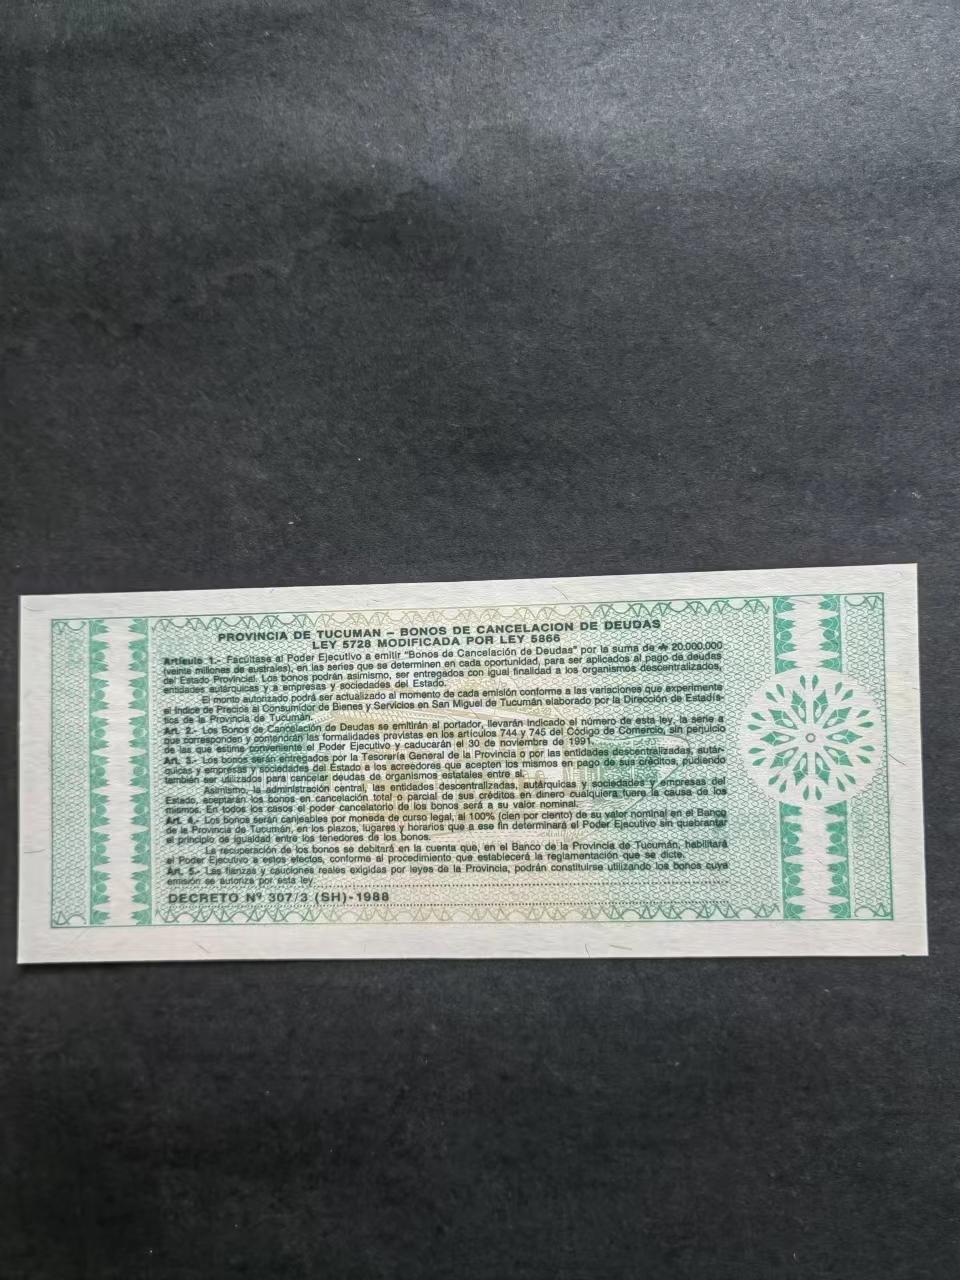 PROVINCIA DE TUCUMAN – BONOS DE CANCELACION DE DEUDAS
LEY 5728 MODIFICADA POR LEY 5866
Artículo 1.- Facúltase al Poder Ejecutivo a emitir "Bonos de Cancelación de Deudas" por la suma de ₳ 20.000.000
(veinte millones de australes), en las series que se determinen en cada oportunidad, para ser aplicados al pago de deudas
del Estado Provincial. Los bonos podrán asimismo, ser entregados con igual finalidad a los organismos descentralizados,
entidades autárquicas y a empresas y sociedades del Estado.
El monto autorizado podrá ser actualizado al momento de cada emisión conforme a las variaciones que experimente
el Indice de Precios al Consumidor de Bienes y Servicios en San Miguel de Tucumán elaborado por la Dirección de Estadís-
tica de la Provincia de Tucumán.
Art. 2.- Los Bonos de Cancelación de Deudas se emitirán al portador, llevarán indicado el número de esta ley, la serie a
que corresponden y contendrán las formalidades previstas en los artículos 744 y 745 del Código de Comercio, sin perjuicio
de las que estime conveniente el Poder Ejecutivo y caducarán el 30 de noviembre de 1991.
Art. 3.- Los bonos serán entregados por la Tesorería General de la Provincia o por las entidades descentralizadas, autár-
quicas y empresas y sociedades del Estado a los acreedores que acepten los mismos en pago de sus créditos, pudiendo
también ser utilizados para cancelar deudas de organismos estatales entre sí.
Asimismo, la administración central, las entidades descentralizadas, autárquicas y sociedades y empresas del
Estado, aceptarán los bonos en cancelación total o parcial de sus créditos en dinero cualquiera fuere la causa de los
mismos. En todos los casos el poder cancelatorio de los bonos será a su valor nominal.
Art. 4.- Los bonos serán canjeables por moneda de curso legal, al 100% (cien por ciento) de su valor nominal en el Banco
de la Provincia de Tucumán, en los plazos, lugares y horarios que a ese fin determinará el Poder Ejecutivo sin quebrantar
el principio de igualdad entre los tenedores de los bonos.
La recuperación de los bonos se debitará en la cuenta que, en el Banco de la Provincia de Tucumán, habilitará
el Poder Ejecutivo a estos efectos, conforme al procedimiento que establecerá la reglamentación que se dicte.
Art. 5.- Las fianzas y cauciones reales exigidas por leyes de la Provincia, podrán constituirse utilizando los bonos cuya
emisión se autoriza por esta ley.
DECRETO Nº 307/3 (SH)-1988